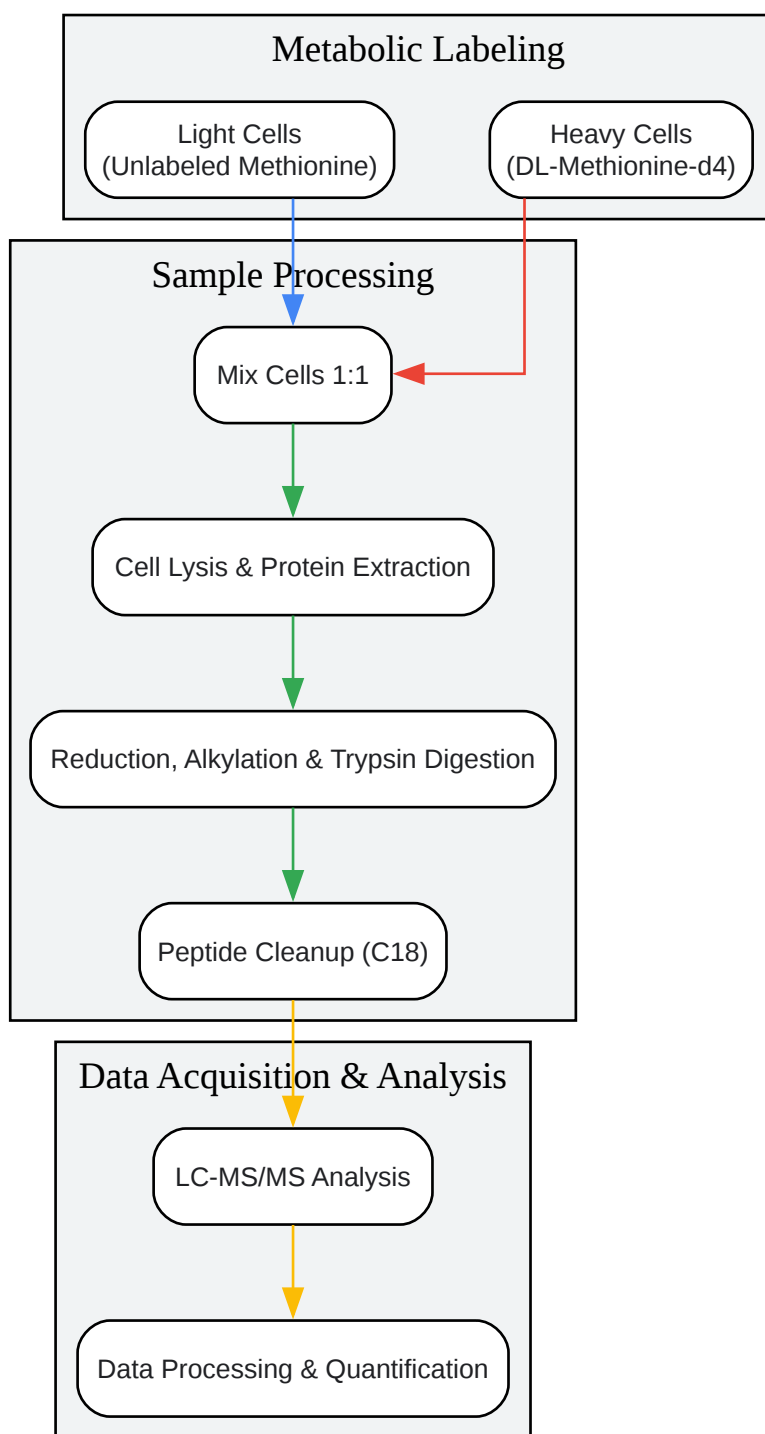 Metabolic Labeling
Light Cells
(Unlabeled Methionine)
Heavy Cells
(DL-Methionine-d4)
Sample Processing
Mix Cells 1:1
Cell Lysis & Protein Extraction
Reduction, Alkylation & Trypsin Digestion
Peptide Cleanup (C18)
Data Acquisition & Analysis
LC-MS/MS Analysis
Data Processing & Quantification